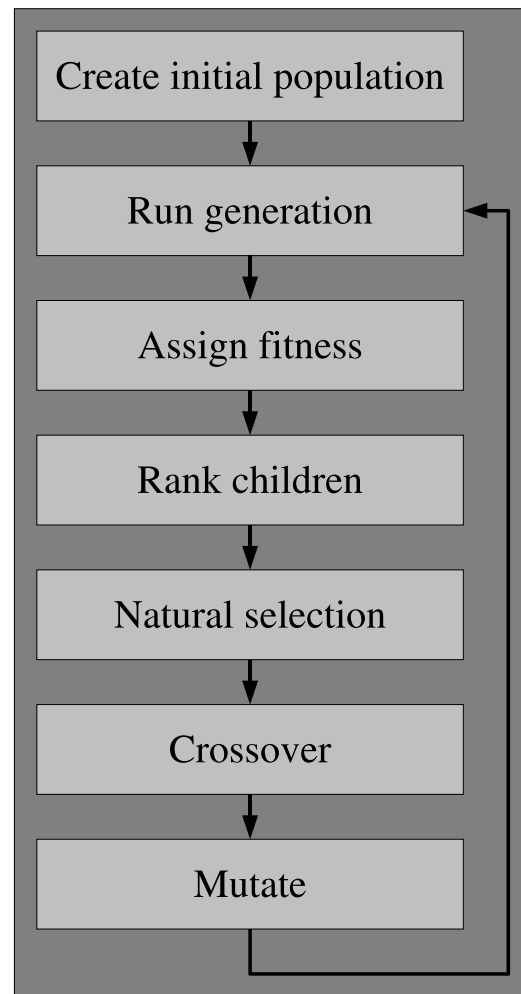 Create initial population
Run generation
Assign fitness
Rank children
Natural selection
Crossover
Mutate